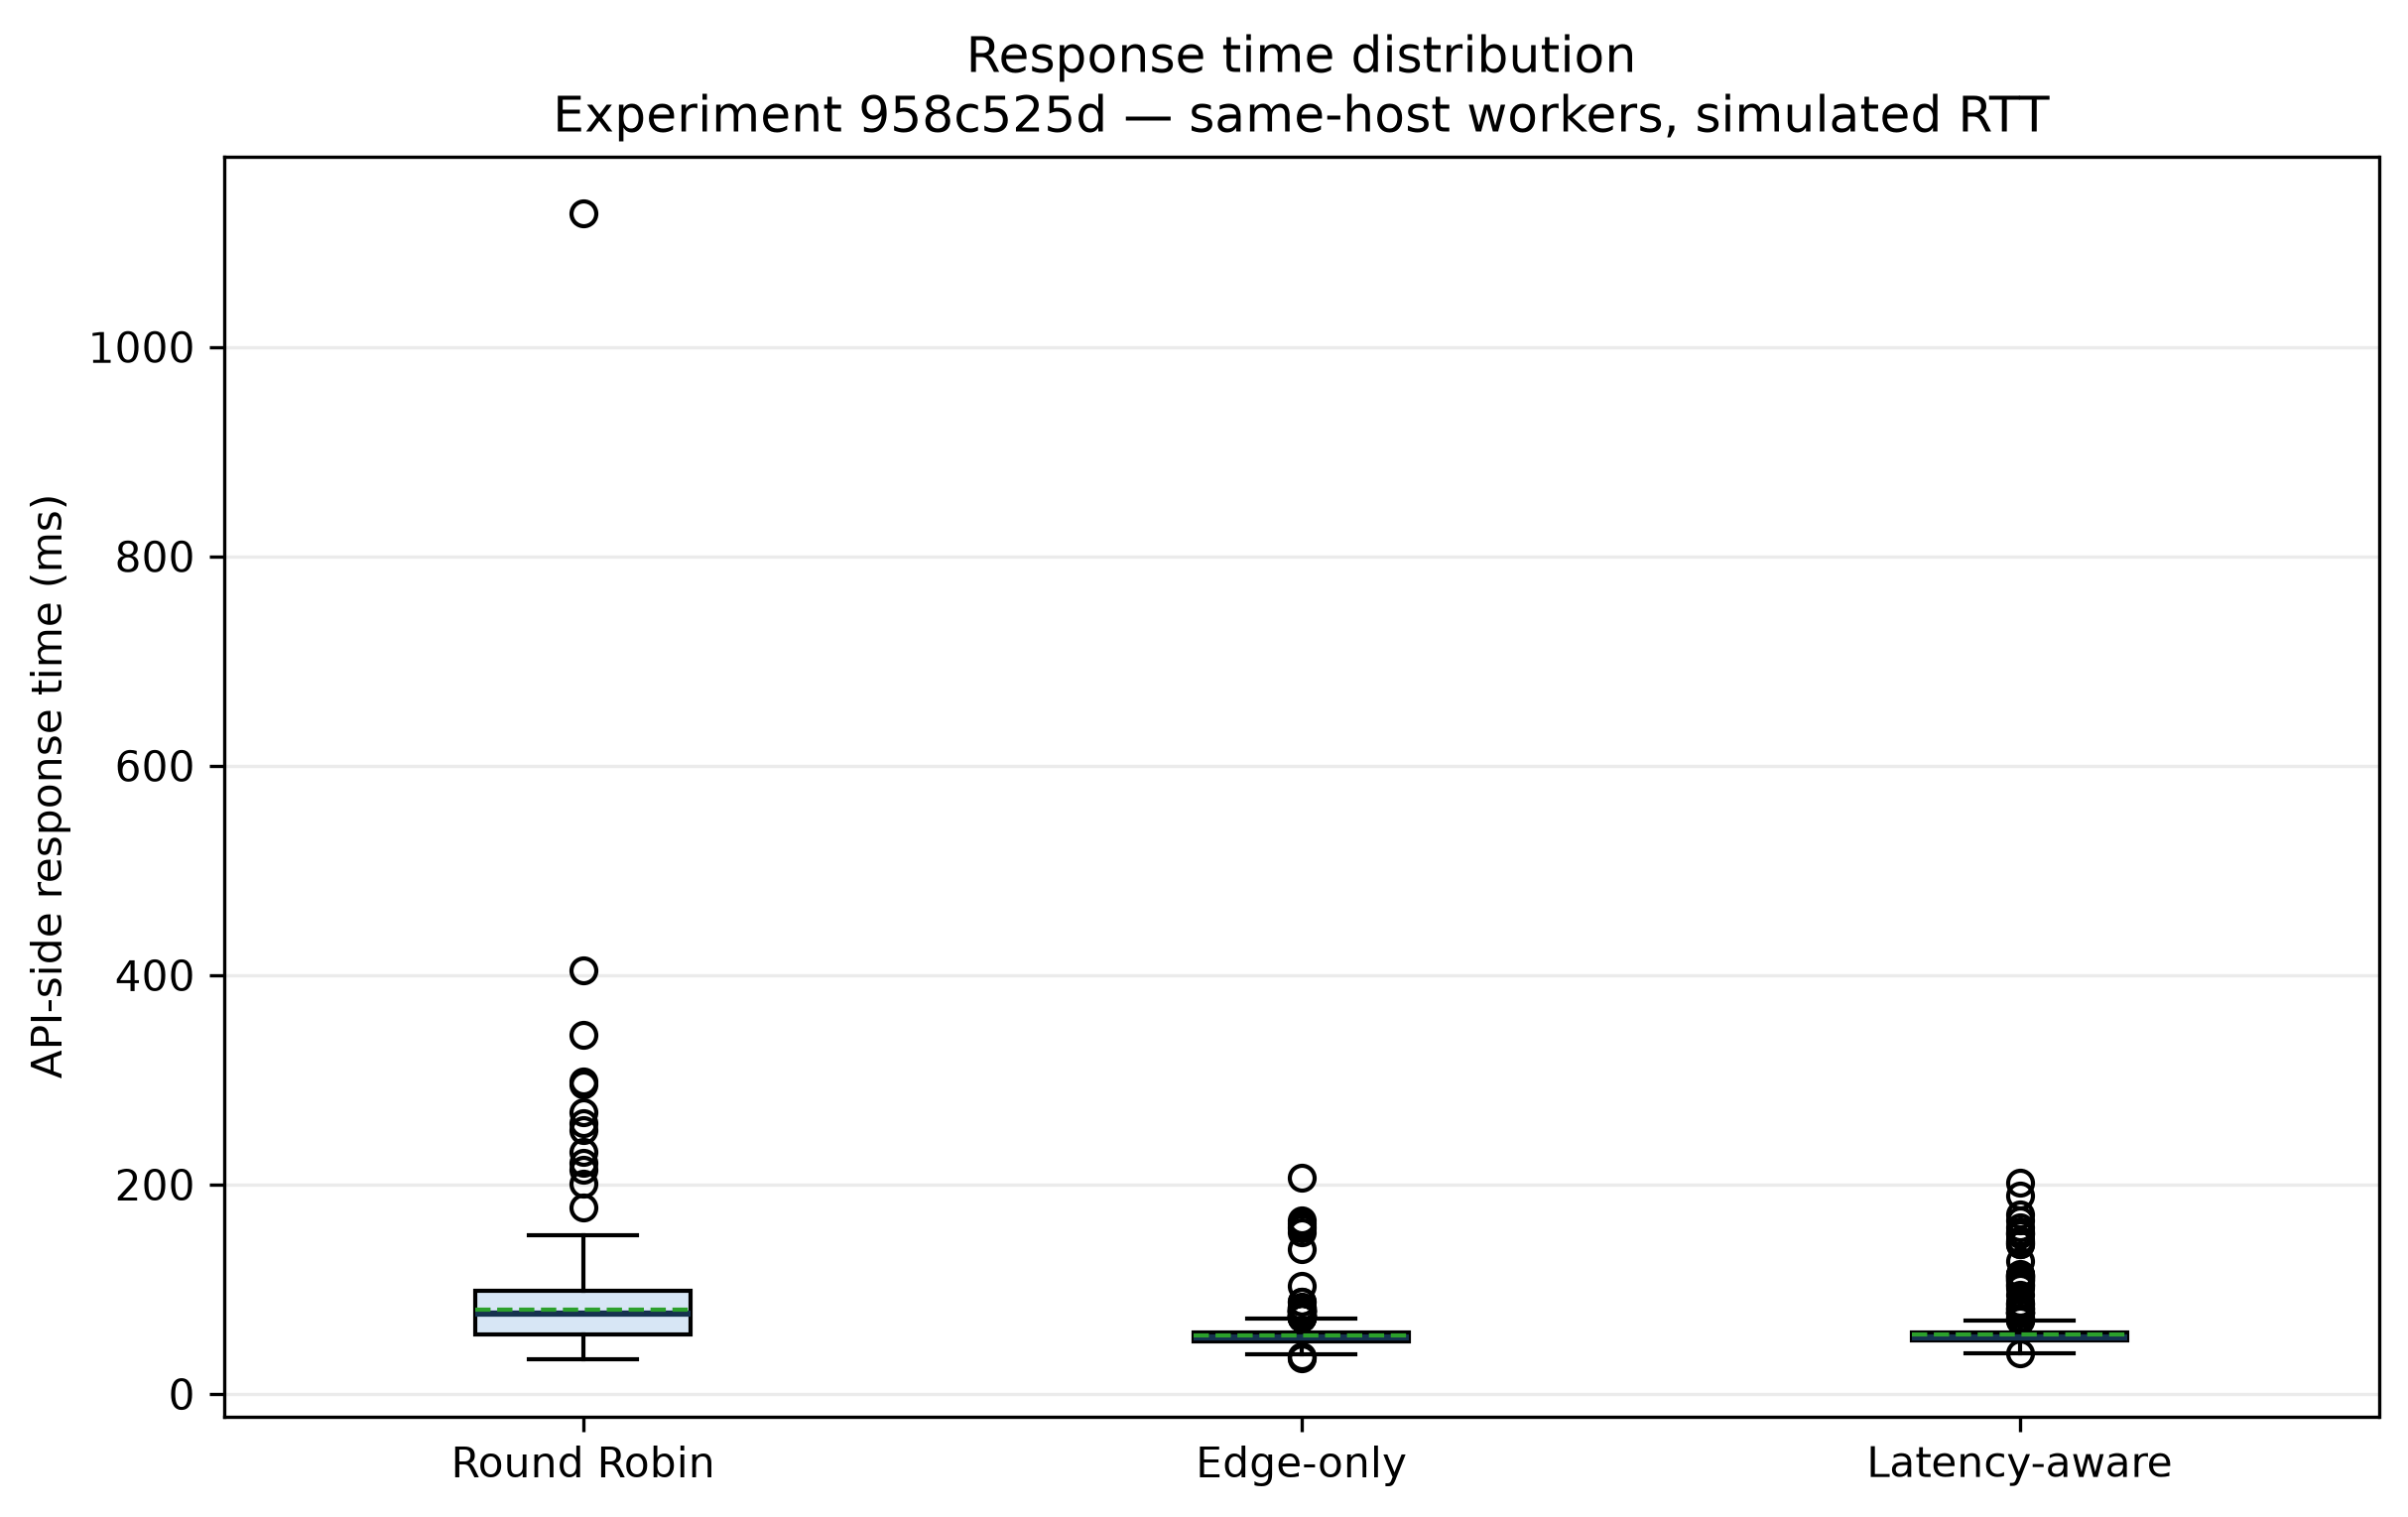 Response time distribution
Experiment 958c525d — same-host workers, simulated RTT
API-side response time (ms)
1000
800
600
400
200
0
Round Robin
Edge-only
Latency-aware